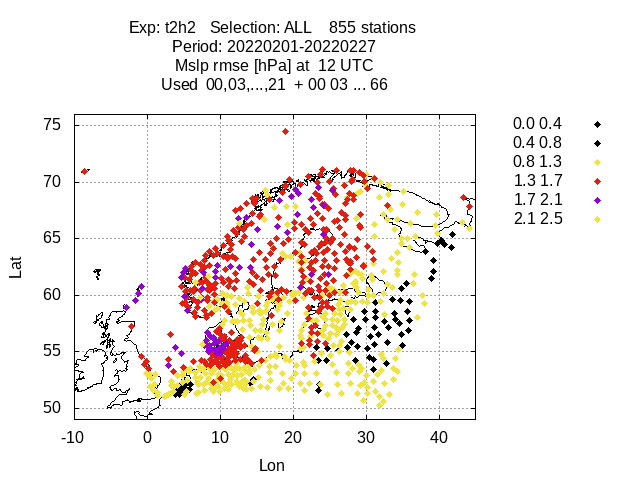 Exp: t2h2 Selection: ALL 855 stations
Period: 20220201-20220227
Mslp rmse [hPa] at 12 UTC
Used 00,03,...,21 + 00 03 ... 66
0.0 0.4
0.4 0.8
0.8 1.3
1.3 1.7
1.7 2.1
2.1 2.5
75
70
65
60
55
50
Lat
-10 0 10 20 30 40
Lon